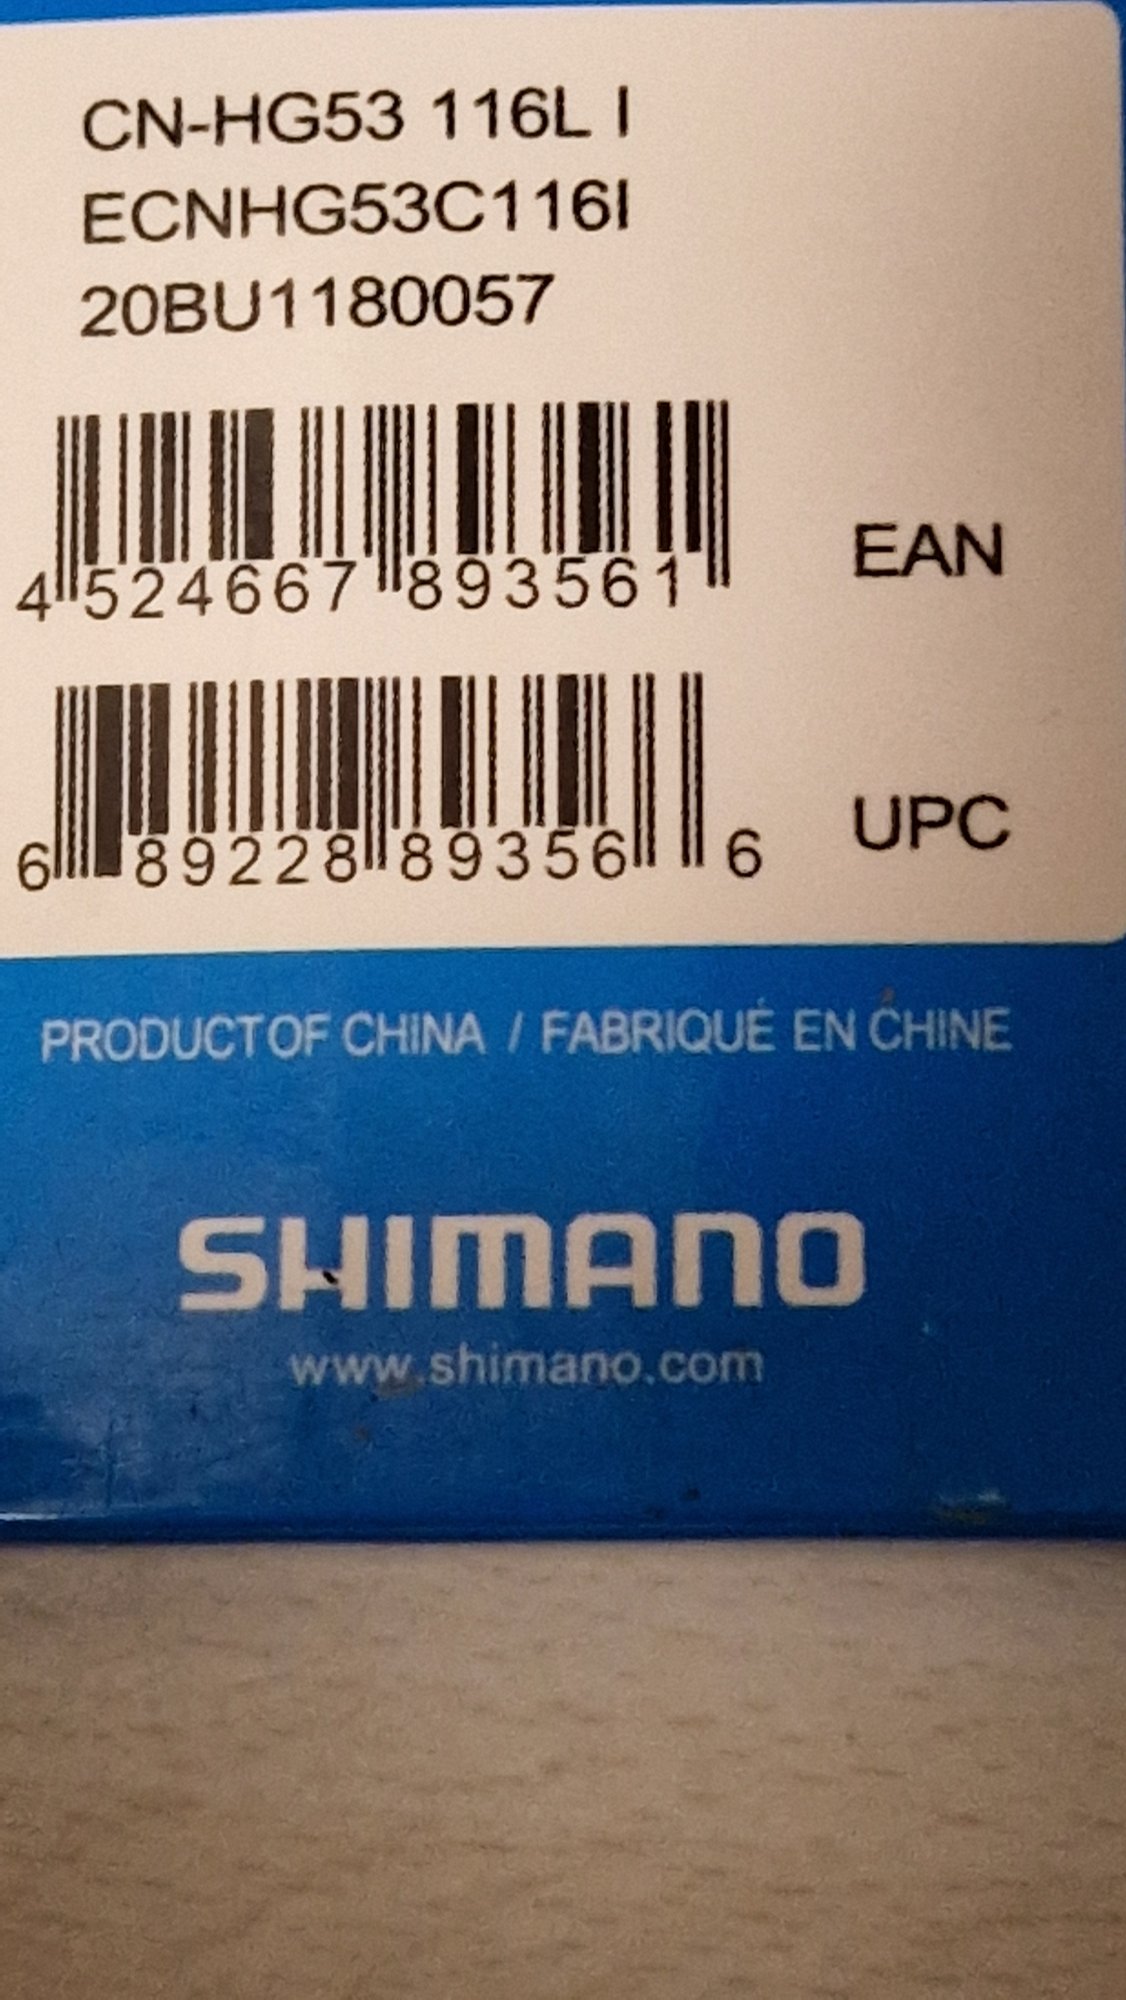 CN-HG53 116L I
ECNHG53C116I
20BU1180057
4 524667 893561
EAN
6 89228 89356 6
UPC
PRODUCT OF CHINA / FABRIQUÉ EN CHINE
SHIMANO
www.shimano.com